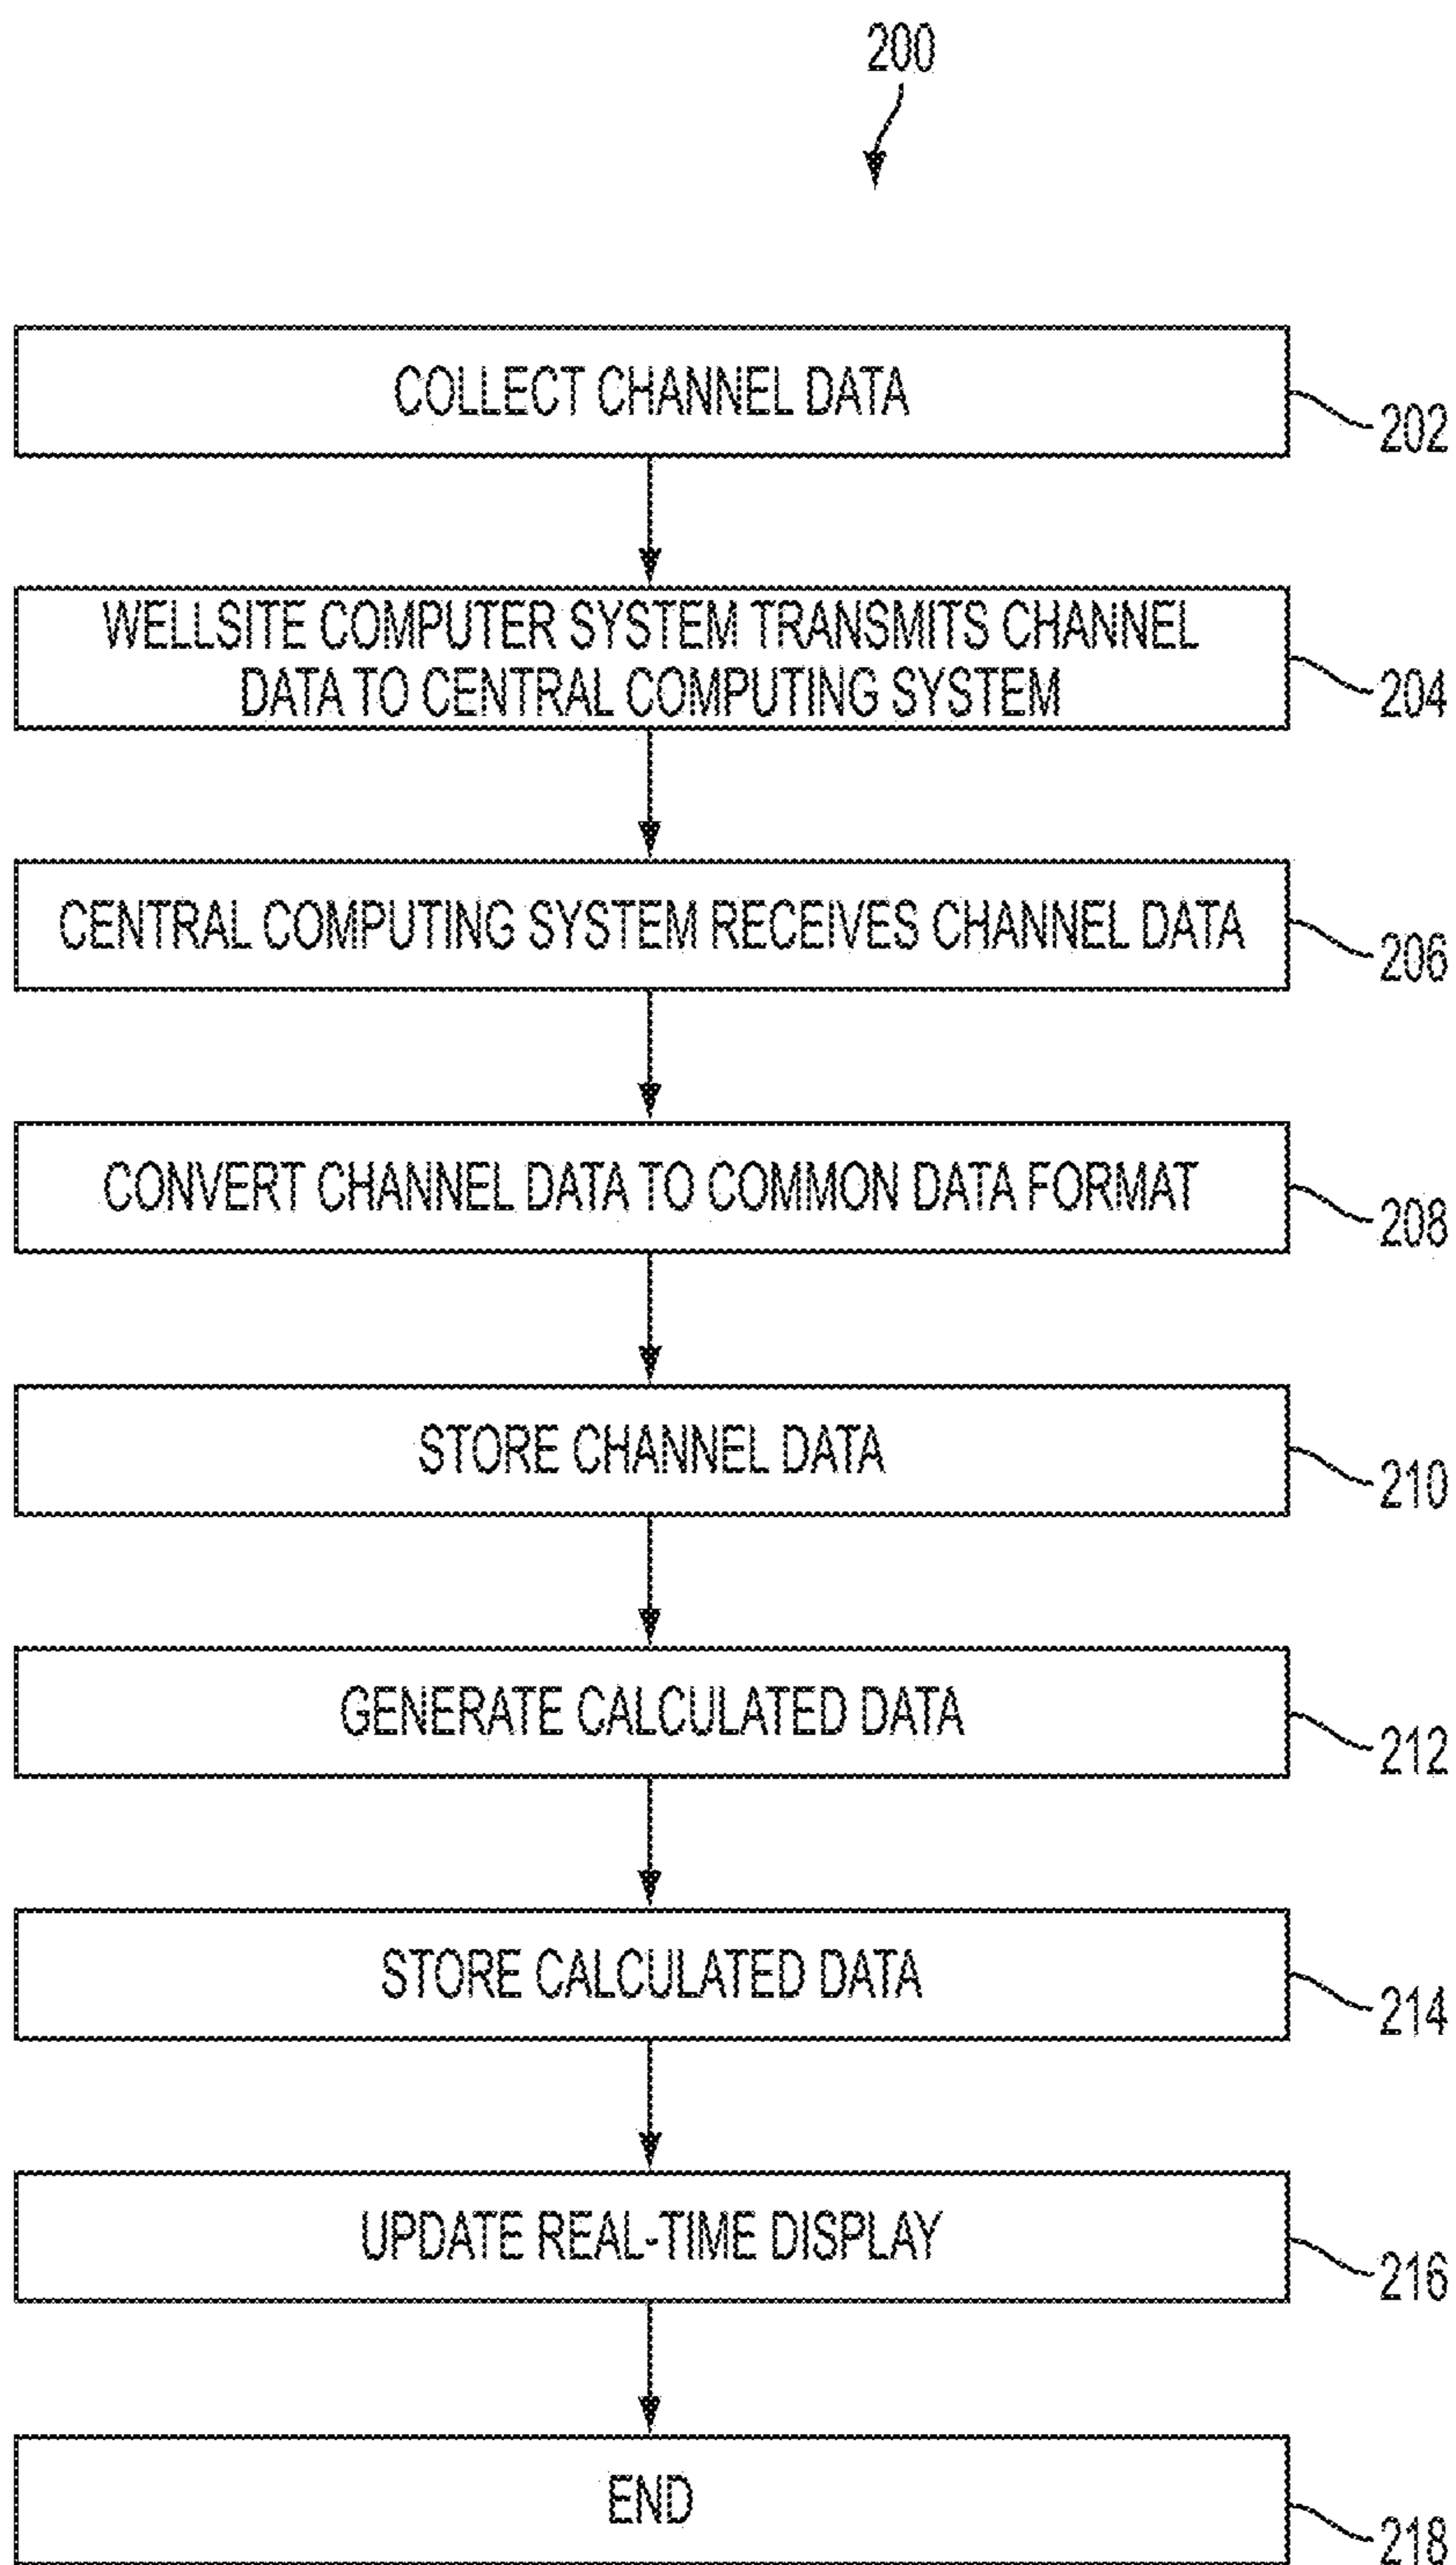 200
COLLECT CHANNEL DATA
202
WELLSITE COMPUTER SYSTEM TRANSMITS CHANNEL
DATA TO CENTRAL COMPUTING SYSTEM
204
CENTRAL COMPUTING SYSTEM RECEIVES CHANNEL DATA
206
CONVERT CHANNEL DATA TO COMMON DATA FORMAT
208
STORE CHANNEL DATA
210
GENERATE CALCULATED DATA
212
STORE CALCULATED DATA
214
UPDATE REAL-TIME DISPLAY
216
END
218